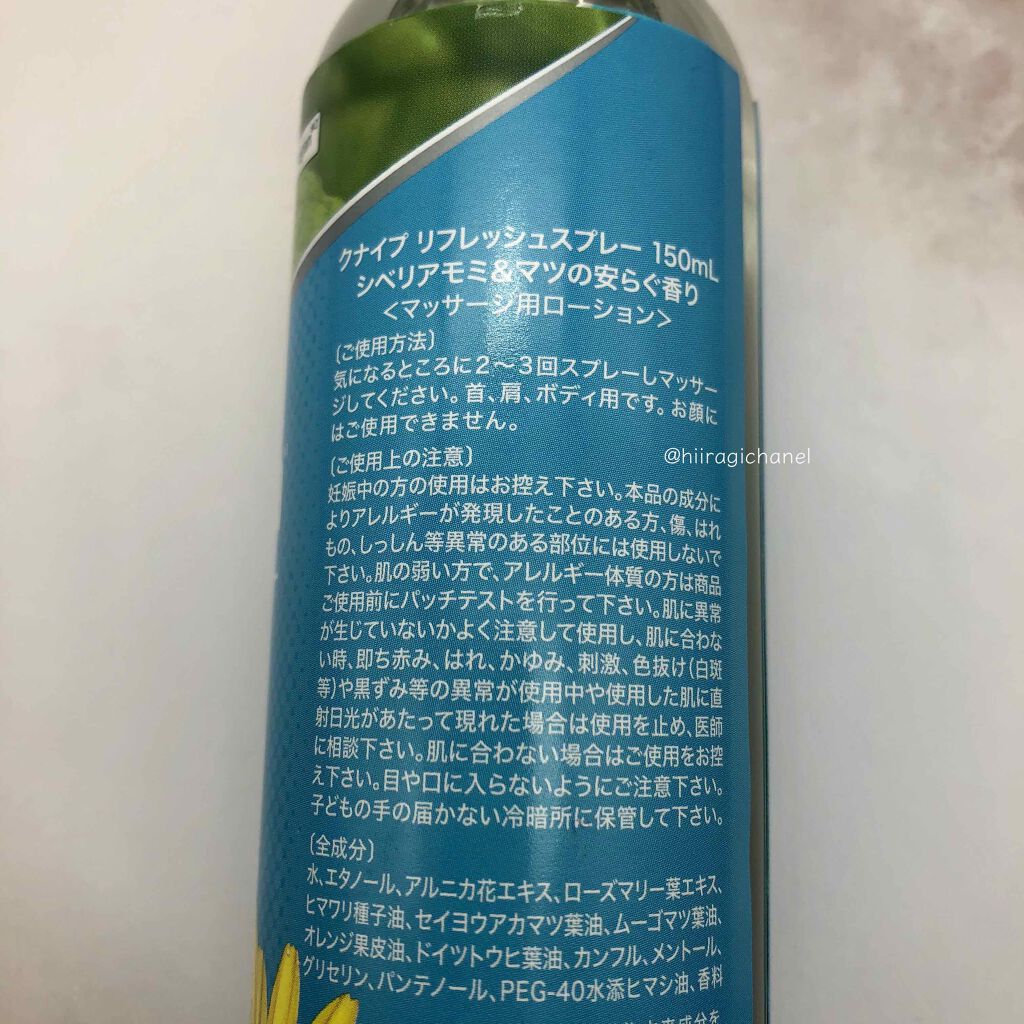 クナイプ リフレッシュスプレー 150mL
シベリアモミ&マツの安らぐ香り
<マッサージ用ローション>
〔ご使用方法〕
気になるところに2〜3回スプレーしマッサー
ジしてください。首、肩、ボディ用です。お顔に
はご使用できません。
〔ご使用上の注意〕
妊娠中の方の使用はお控え下さい。本品の成分に
よりアレルギーが発現したことのある方、傷、はれ
もの、しっしん等異常のある部位には使用しないで
下さい。肌の弱い方で、アレルギー体質の方は商品
ご使用前にパッチテストを行って下さい。肌に異常
が生じていないかよく注意して使用し、肌に合わな
い時、即ち赤み、はれ、かゆみ、刺激、色抜け(白斑
等)や黒ずみ等の異常が使用中や使用した肌に直
射日光があたって現れた場合は使用を止め、医師
に相談下さい。肌に合わない場合はご使用をお控
え下さい。目や口に入らないようにご注意下さい。
子どもの手の届かない冷暗所に保管して下さい。
〔全成分〕
水、エタノール、アルニカ花エキス、ローズマリー葉エキス、
ヒマワリ種子油、セイヨウアカマツ葉油、ムーゴマツ葉油、
オレンジ果皮油、ドイツトウヒ葉油、カンフル、メントール、
グリセリン、パンテノール、PEG-40水添ヒマシ油、香料
@hiiragichanel